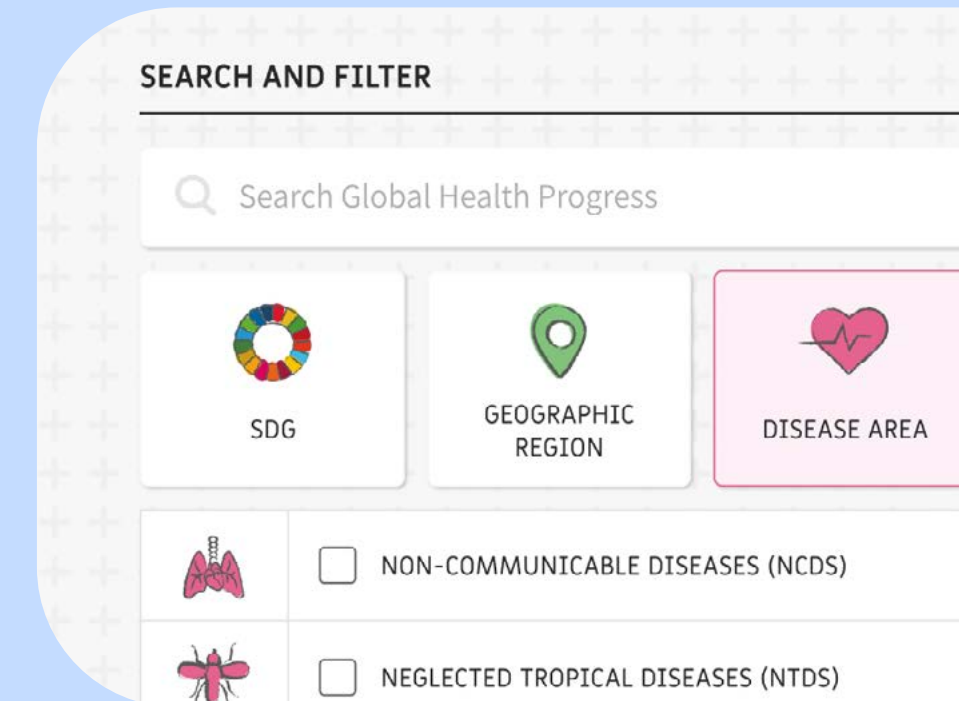 SEARCH AND FILTER
Search Global Health Progress
SDG
GEOGRAPHIC
REGION
DISEASE AREA
NON-COMMUNICABLE DISEASES (NCDS)
NEGLECTED TROPICAL DISEASES (NTDS)